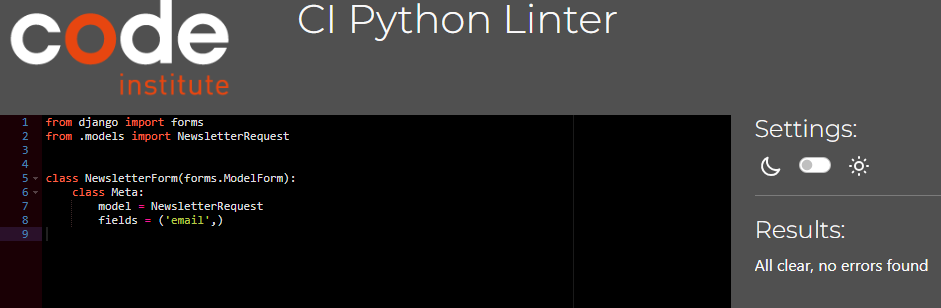 code
institute
CI Python Linter
1 from django import forms
2 from .models import NewsletterRequest
3
4
5 class NewsletterForm(forms.ModelForm):
6     class Meta:
7         model = NewsletterRequest
8         fields = ('email',)
9
Settings:
Results:
All clear, no errors found